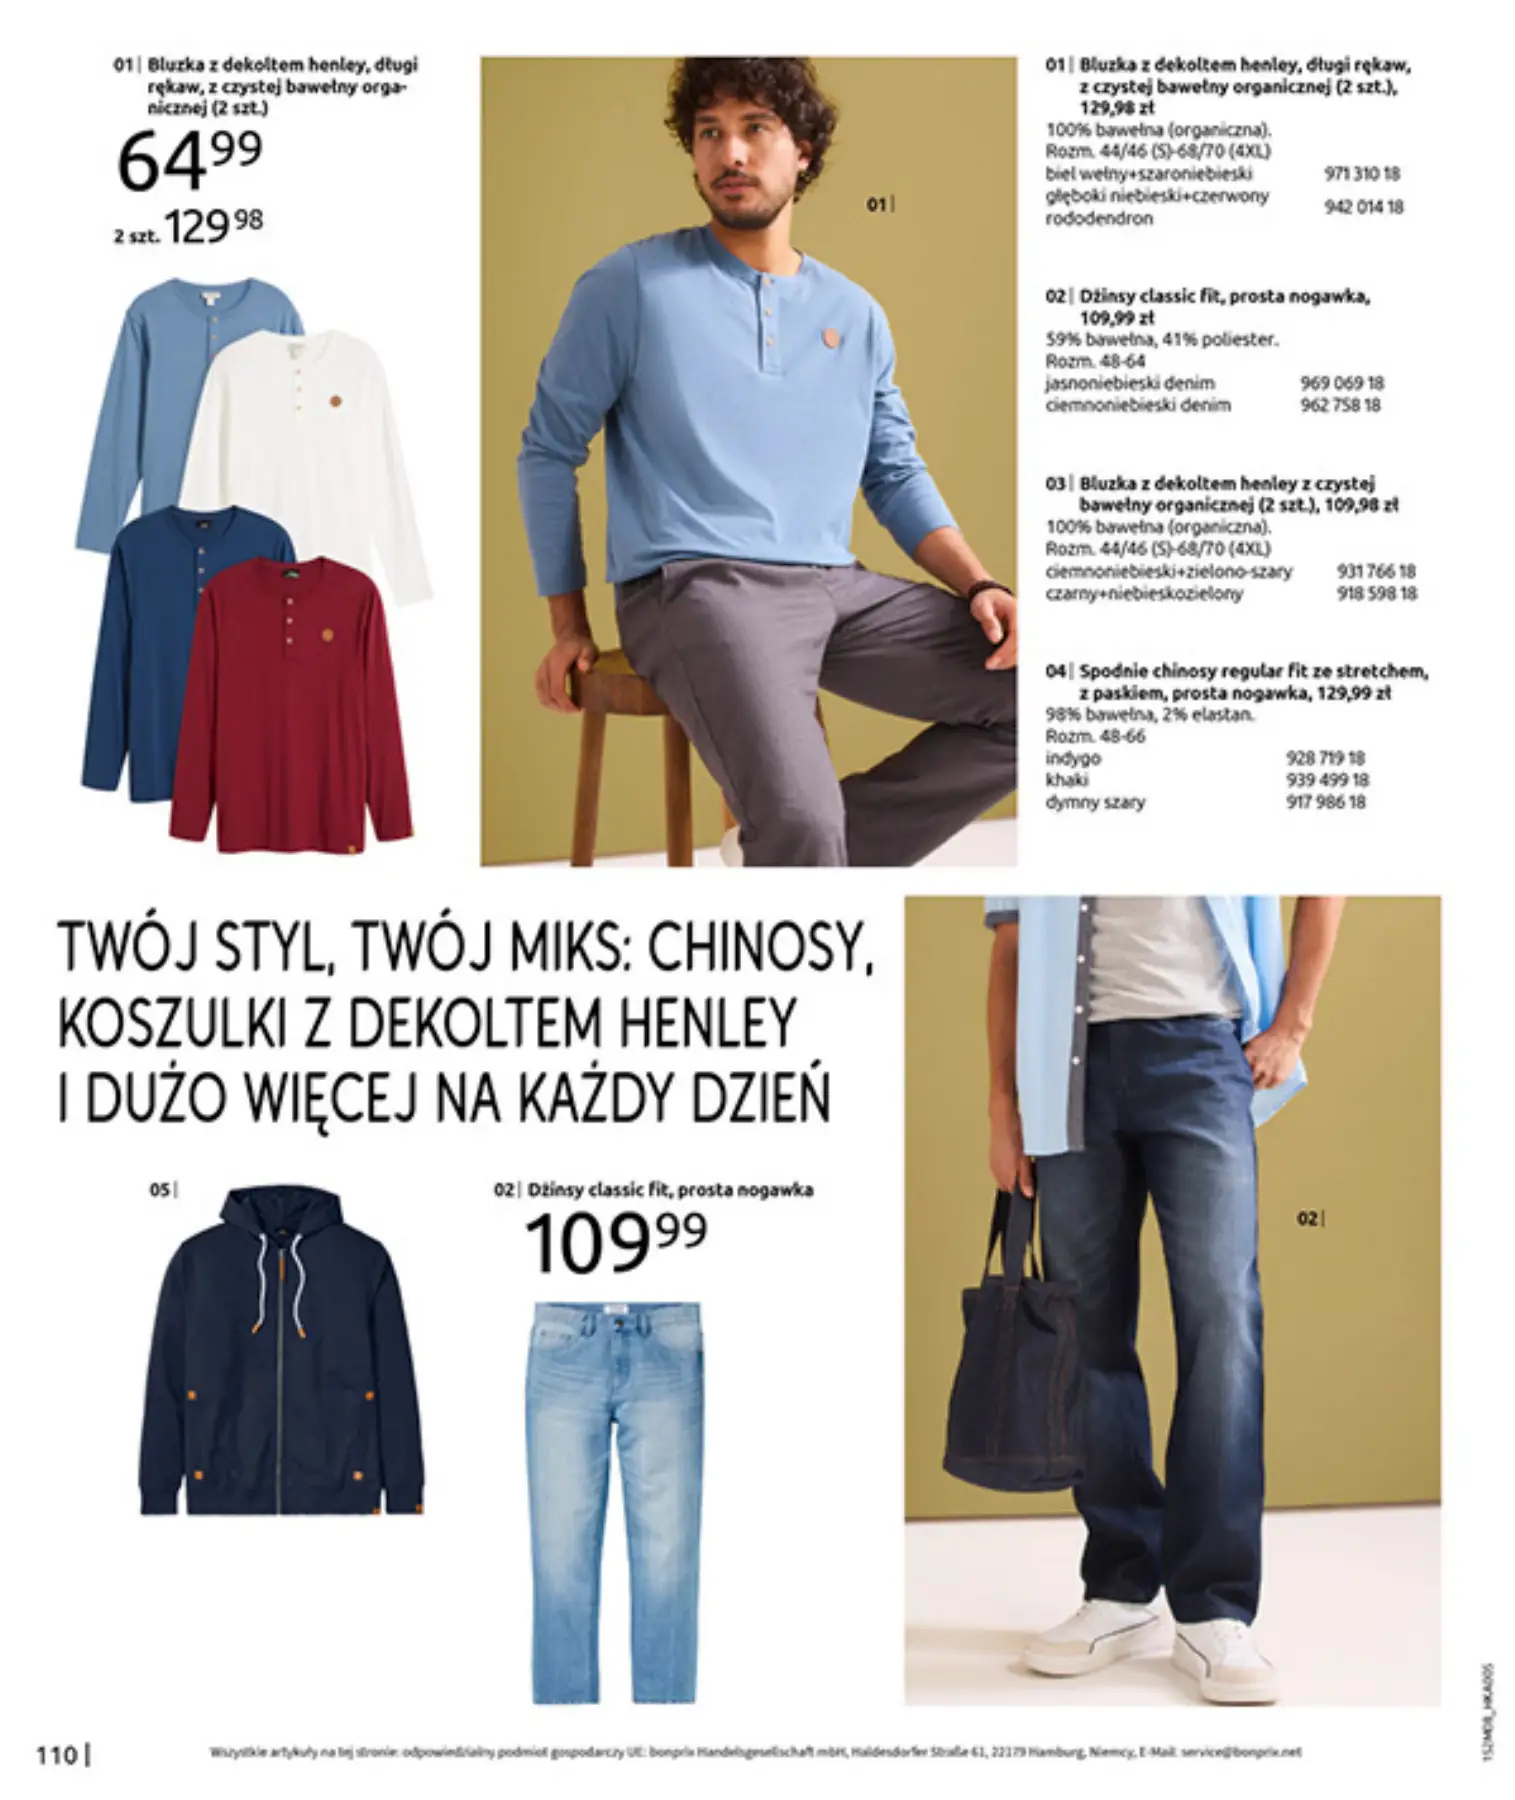 01| Bluzka z dekoltem henley, długi
rękaw, z czystej bawełny orga-
nicznej (2 szt.)
64⁹⁹
2 szt. 129⁹⁸
01|
01| Bluzka z dekoltem henley, długi rękaw,
z czystej bawełny organicznej (2 szt.),
129,98 zł
100% bawełna (organiczna).
Rozm. 44/46 (S)-68/70 (4XL)
biel wełny+szaroniebieski 971 310 18
głęboki niebieski+czerwony
rododendron 942 014 18
02| Dżinsy classic fit, prosta nogawka,
109,99 zł
59% bawełna, 41% poliester.
Rozm. 48-64
jasnoniebieski denim 969 069 18
ciemnoniebieski denim 962 758 18
03| Bluzka z dekoltem henley z czystej
bawełny organicznej (2 szt.), 109,98 zł
100% bawełna (organiczna).
Rozm. 44/46 (S)-68/70 (4XL)
ciemnoniebieski+zielono-szary 931 766 18
czarny+niebieskozielony 918 598 18
04| Spodnie chinosy regular fit ze stretchem,
z paskiem, prosta nogawka, 129,99 zł
98% bawełna, 2% elastan.
Rozm. 48-66
indygo 928 719 18
khaki 939 499 18
dymny szary 917 986 18
TWÓJ STYL, TWÓJ MIKS: CHINOSY,
KOSZULKI Z DEKOLTEM HENLEY
I DUŻO WIĘCEJ NA KAŻDY DZIEŃ
05|
02| Dżinsy classic fit, prosta nogawka
109⁹⁹
02|
110|
Wszystkie artykuły na tej stronie: odpowiedzialny podmiot gospodarczy UE: bonprix Handelsgesellschaft mbH, Haldesdorfer Straße 61, 22179 Hamburg, Niemcy, E-Mail: service@bonprix.net
152M08_HKA005